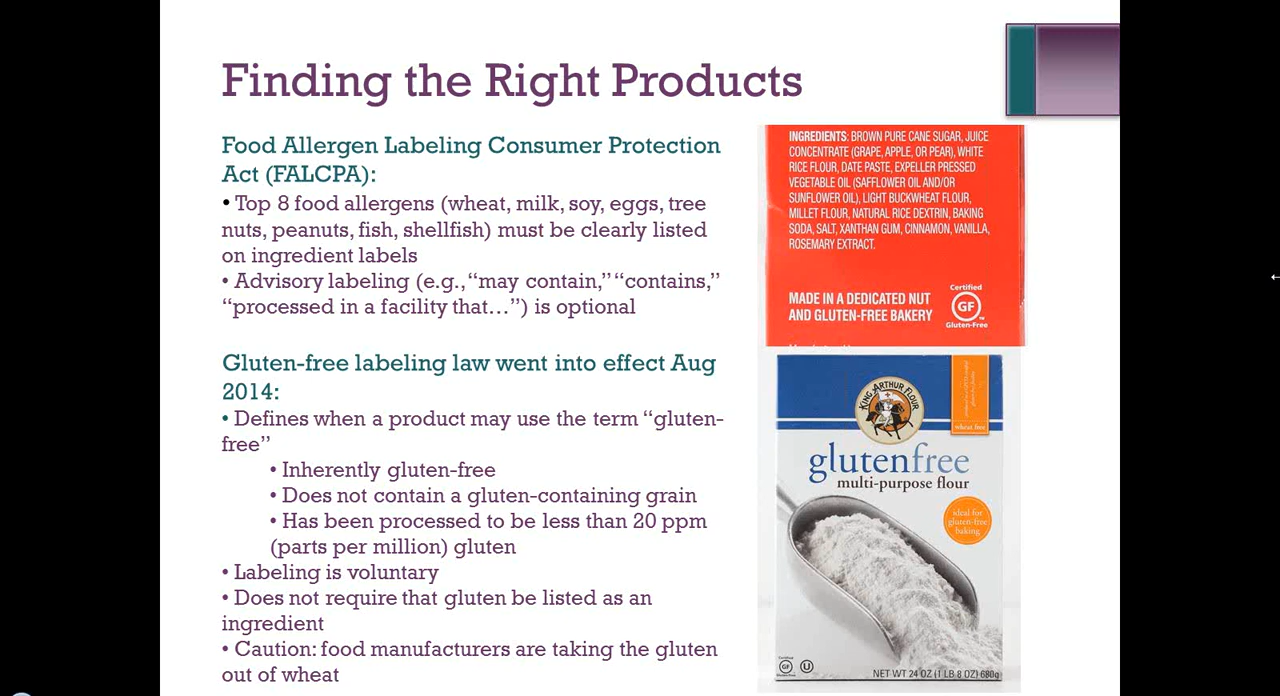 Finding the Right Products
Food Allergen Labeling Consumer Protection
Act (FALCPA):
• Top 8 food allergens (wheat, milk, soy, eggs, tree
nuts, peanuts, fish, shellfish) must be clearly listed
on ingredient labels
• Advisory labeling (e.g., “may contain,” “contains,”
“processed in a facility that…”) is optional
Gluten-free labeling law went into effect Aug
2014:
• Defines when a product may use the term “gluten-
free”
• Inherently gluten-free
• Does not contain a gluten-containing grain
• Has been processed to be less than 20 ppm
(parts per million) gluten
• Labeling is voluntary
• Does not require that gluten be listed as an
ingredient
• Caution: food manufacturers are taking the gluten
out of wheat
INGREDIENTS: BROWN PURE CANE SUGAR, JUICE
CONCENTRATE (GRAPE, APPLE, OR PEAR), WHITE
RICE FLOUR, DATE PASTE, EXPELLER PRESSED
VEGETABLE OIL (SAFFLOWER OIL AND/OR
SUNFLOWER OIL), LIGHT BUCKWHEAT FLOUR,
MILLET FLOUR, NATURAL RICE DEXTRIN, BAKING
SODA, SALT, XANTHAN GUM, CINNAMON, VANILLA,
ROSEMARY EXTRACT.
MADE IN A DEDICATED NUT
AND GLUTEN-FREE BAKERY
Certified
GF
Gluten-Free
KING ARTHUR FLOUR
wheat free
glutenfree
multi-purpose flour
ideal for
gluten-free
baking
Certified
GF
Gluten-Free
U
NET WT 24 OZ (1 LB 8 OZ) 680g